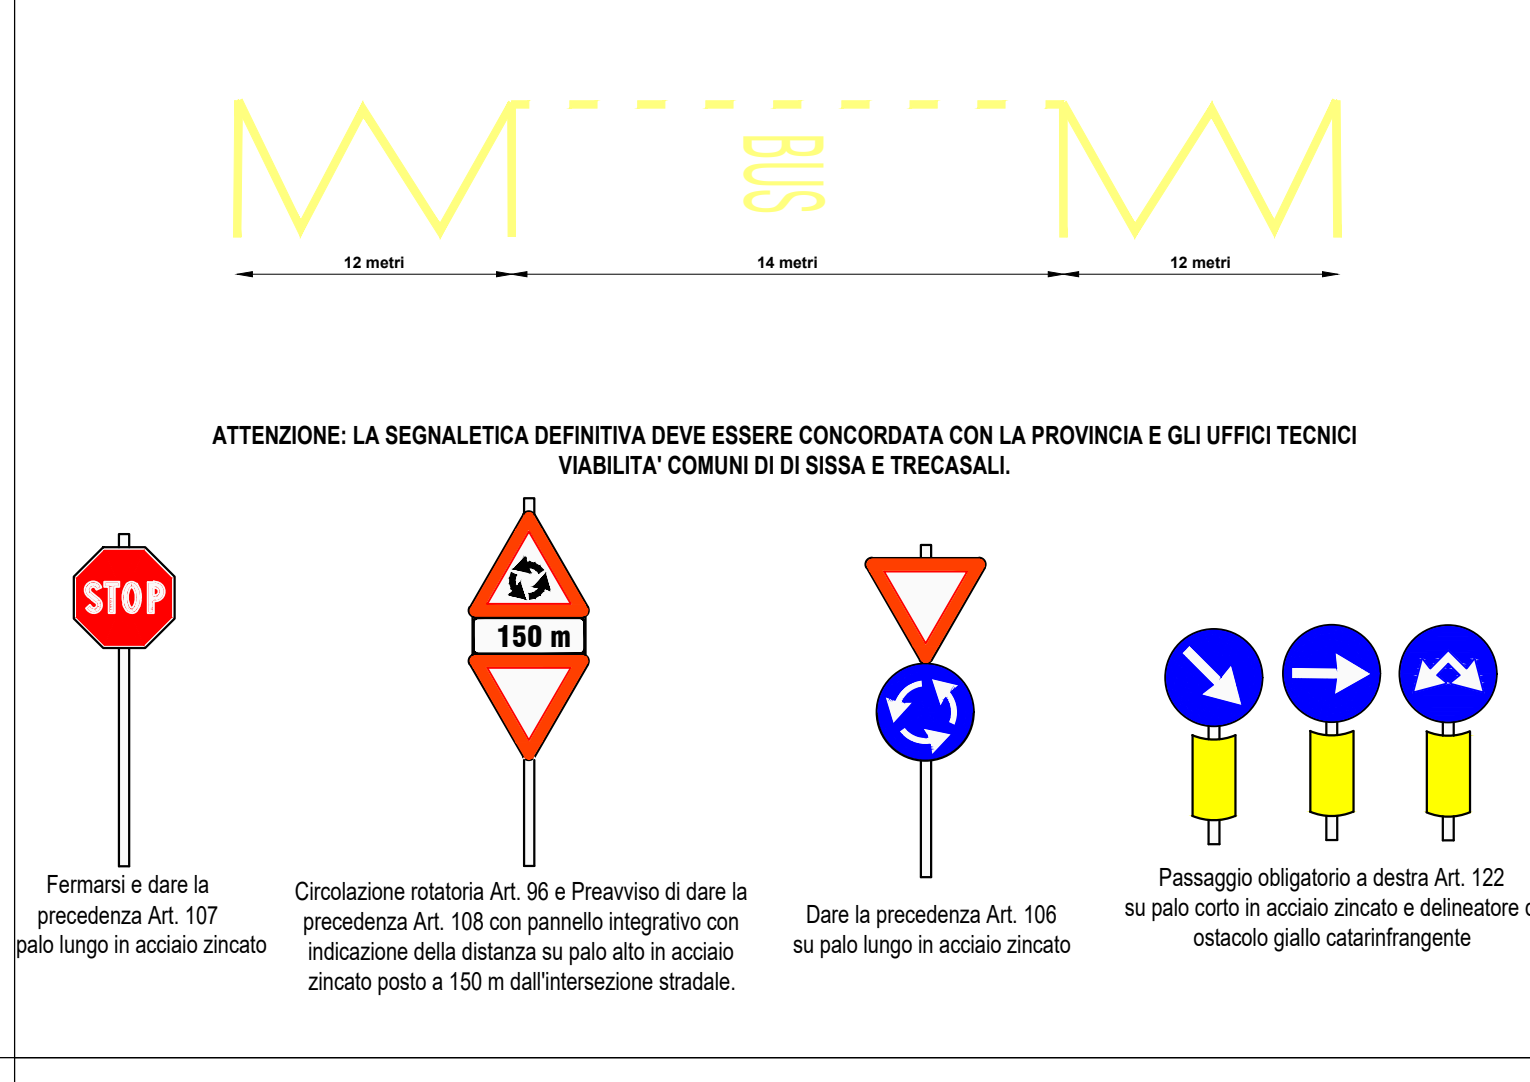 BUS
12 metri
14 metri
12 metri
ATTENZIONE: LA SEGNALETICA DEFINITIVA DEVE ESSERE CONCORDATA CON LA PROVINCIA E GLI UFFICI TECNICI
VIABILITA' COMUNI DI DI SISSA E TRECASALI.
STOP
150 m
Fermarsi e dare la
precedenza Art. 107
palo lungo in acciaio zincato
Circolazione rotatoria Art. 96 e Preavviso di dare la
precedenza Art. 108 con pannello integrativo con
indicazione della distanza su palo alto in acciaio
zincato posto a 150 m dall'intersezione stradale.
Dare la precedenza Art. 106
su palo lungo in acciaio zincato
Passaggio obligatorio a destra Art. 122
su palo corto in acciaio zincato e delineatore
ostacolo giallo catarinfrangente